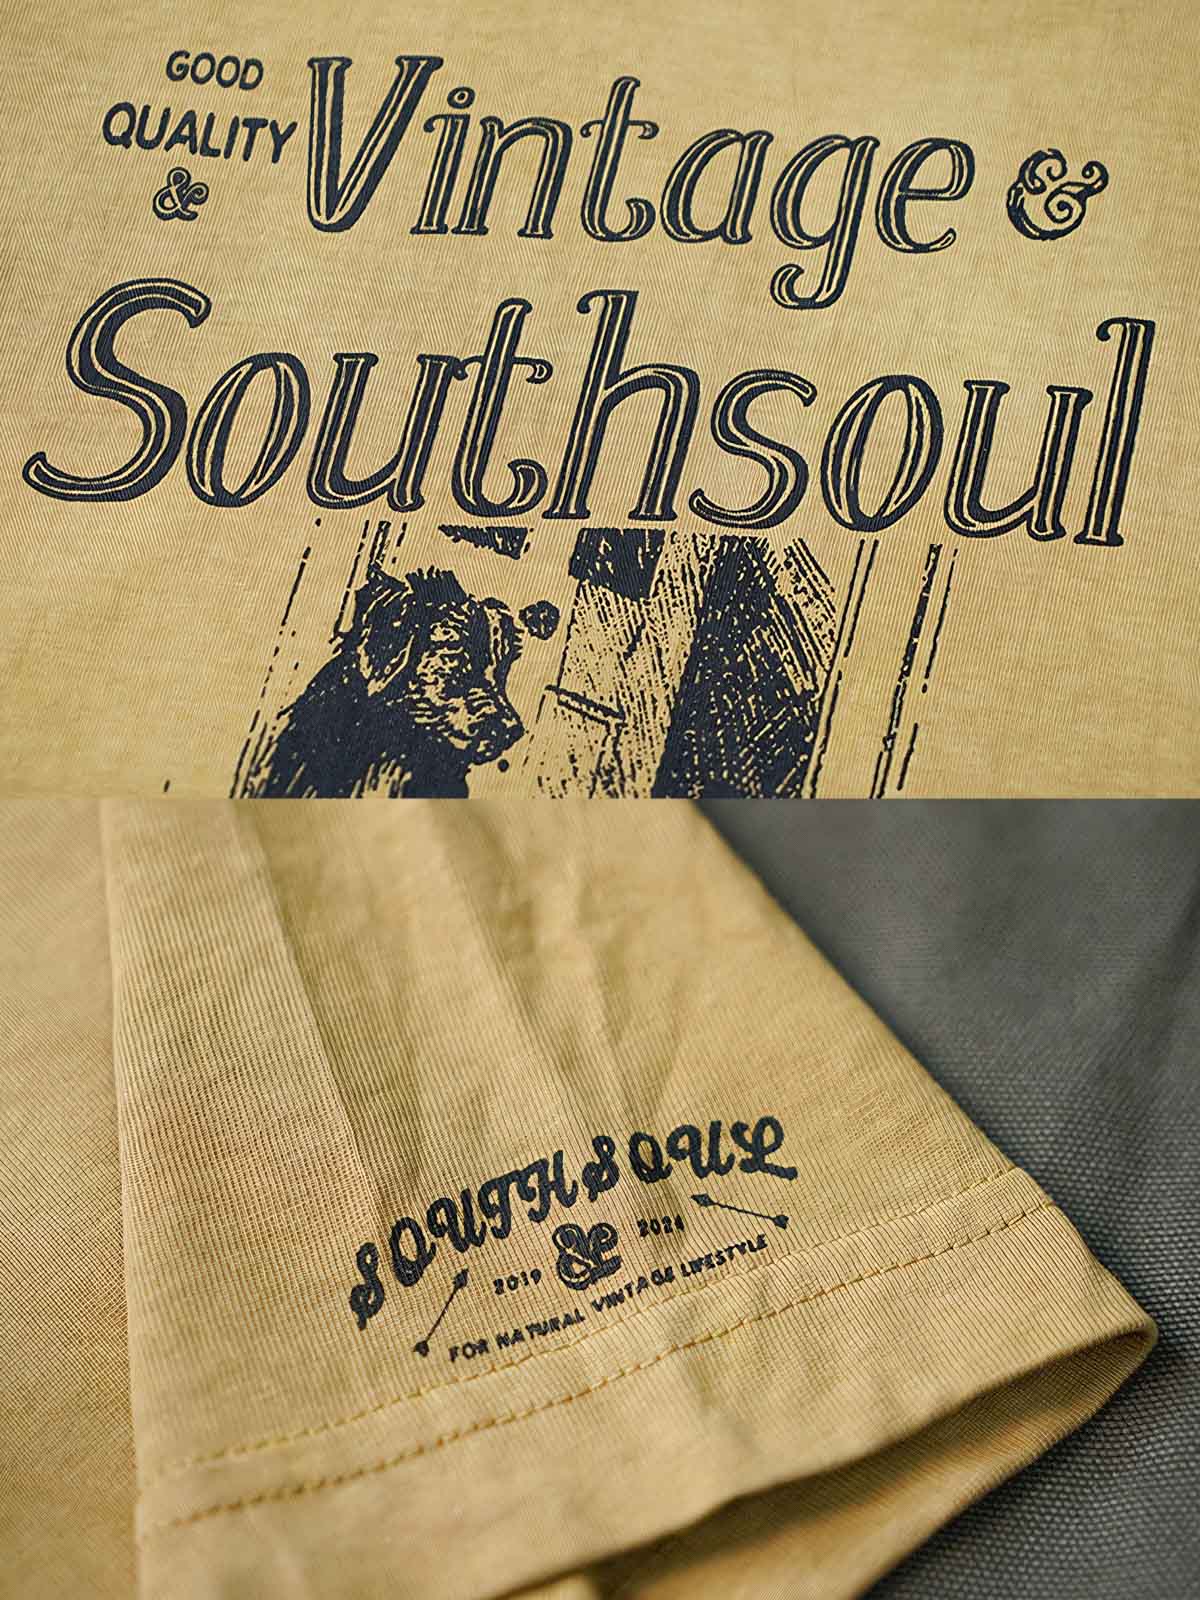 GOOD
QUALITY
& Vintage &
Southsoul
SOUTHSOUL
2019 & 2024
FOR NATURAL VINTAGE LIFESTYLE